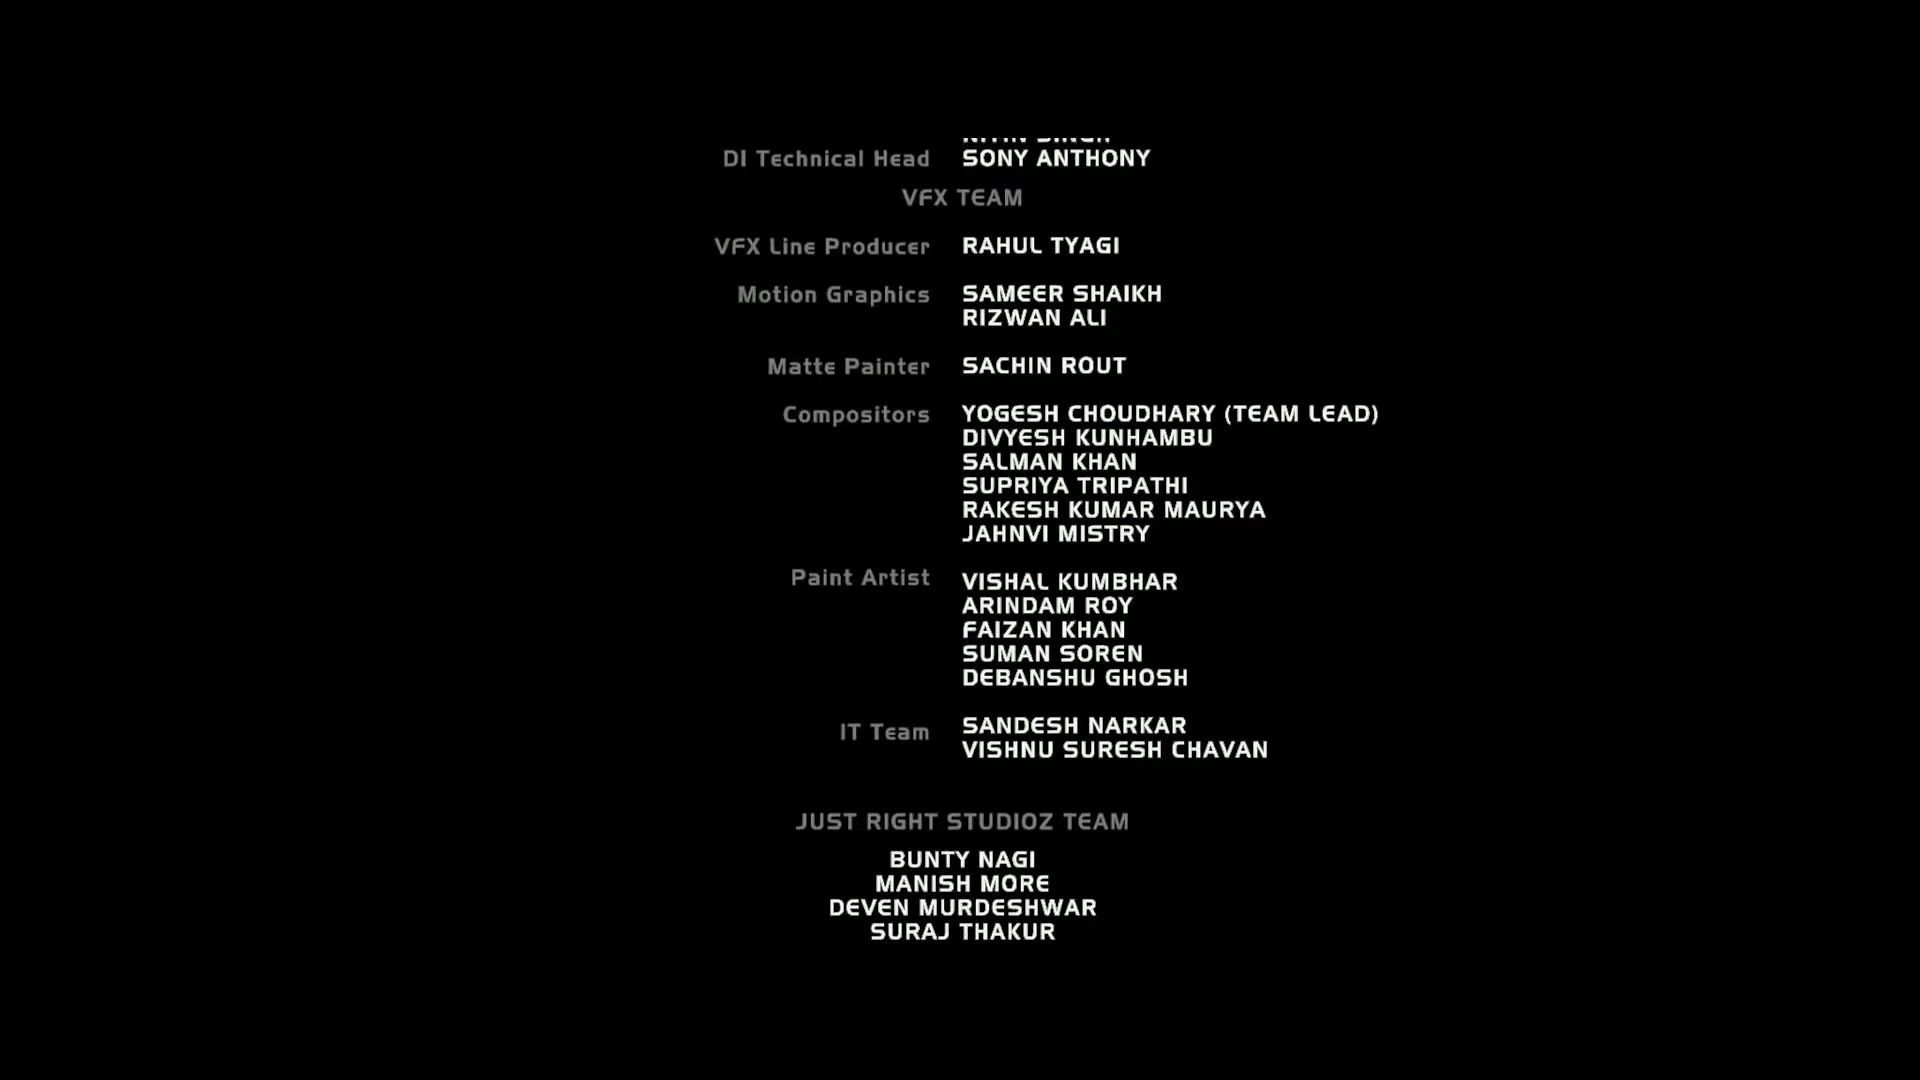 DI Technical Head SONY ANTHONY
VFX TEAM
VFX Line Producer RAHUL TYAGI
Motion Graphics SAMEER SHAIKH
RIZWAN ALI
Matte Painter SACHIN ROUT
Compositors YOGESH CHOUDHARY (TEAM LEAD)
DIVYESH KUNHAMBU
SALMAN KHAN
SUPRIYA TRIPATHI
RAKESH KUMAR MAURYA
JAHNVI MISTRY
Paint Artist VISHAL KUMBHAR
ARINDAM ROY
FAIZAN KHAN
SUMAN SOREN
DEBANSHU GHOSH
IT Team SANDESH NARKAR
VISHNU SURESH CHAVAN
JUST RIGHT STUDIOZ TEAM
BUNTY NAGI
MANISH MORE
DEVEN MURDESHWAR
SURAJ THAKUR